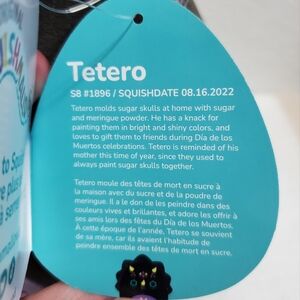 Tetero
S8 #1896 / SQUISHDATE 08.16.2022
Tetero molds sugar skulls at home with sugar
and meringue powder. He has a knack for
painting them in bright and shiny colors, and
loves to gift them to friends during Día de los
Muertos celebrations. Tetero is reminded of his
mother this time of year, since they used to
always paint sugar skulls together.
Tetero moule des têtes de mort en sucre à
la maison avec du sucre et de la poudre de
meringue. Il a le don de les peindre dans des
couleurs vives et brillantes, et adore les offrir à
ses amis lors des fêtes du Día de los Muertos.
À cette époque de l'année, Tetero se souvient
de sa mère, car ils avaient l'habitude de
peindre ensemble des têtes de mort en sucre.